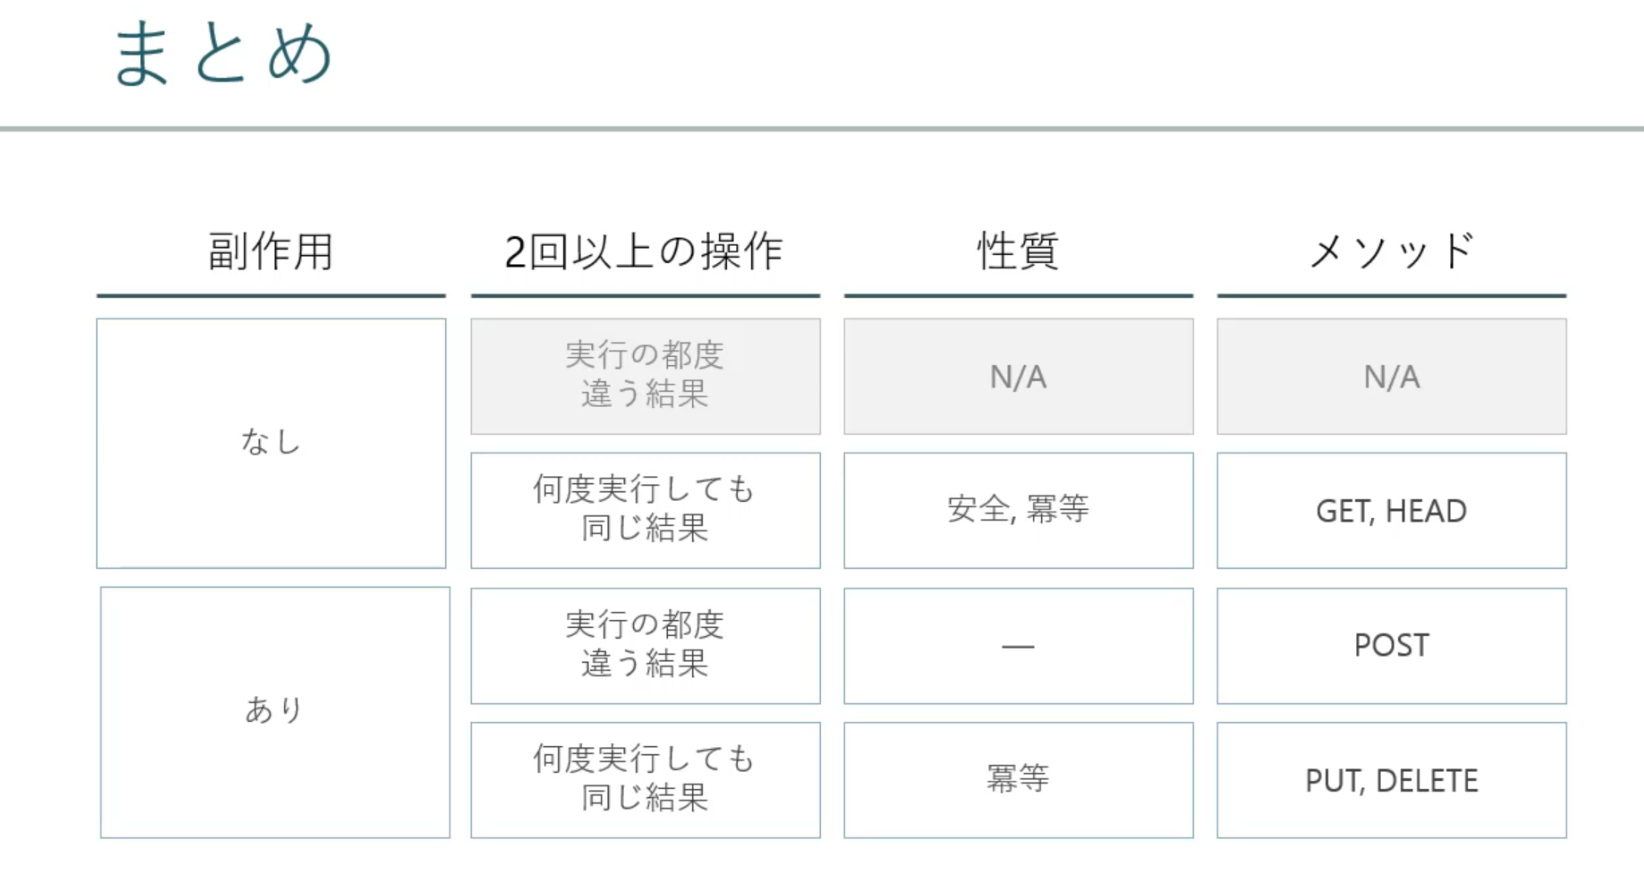 まとめ
副作用
2回以上の操作
性質
メソッド
なし
実行の都度
違う結果
N/A
N/A
何度実行しても
同じ結果
安全, 冪等
GET, HEAD
あり
実行の都度
違う結果
—
POST
何度実行しても
同じ結果
冪等
PUT, DELETE